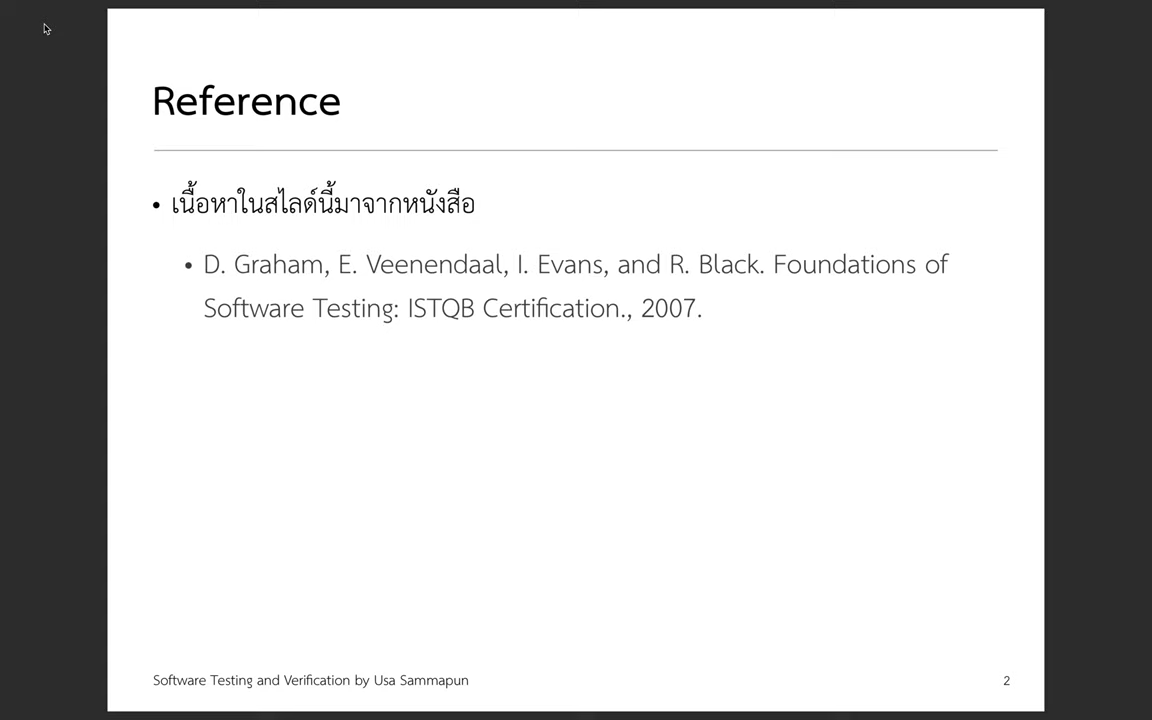 Reference
• เนื้อหาในสไลด์นี้มาจากหนังสือ
• D. Graham, E. Veenendaal, I. Evans, and R. Black. Foundations of
Software Testing: ISTQB Certification., 2007.
Software Testing and Verification by Usa Sammapun
2